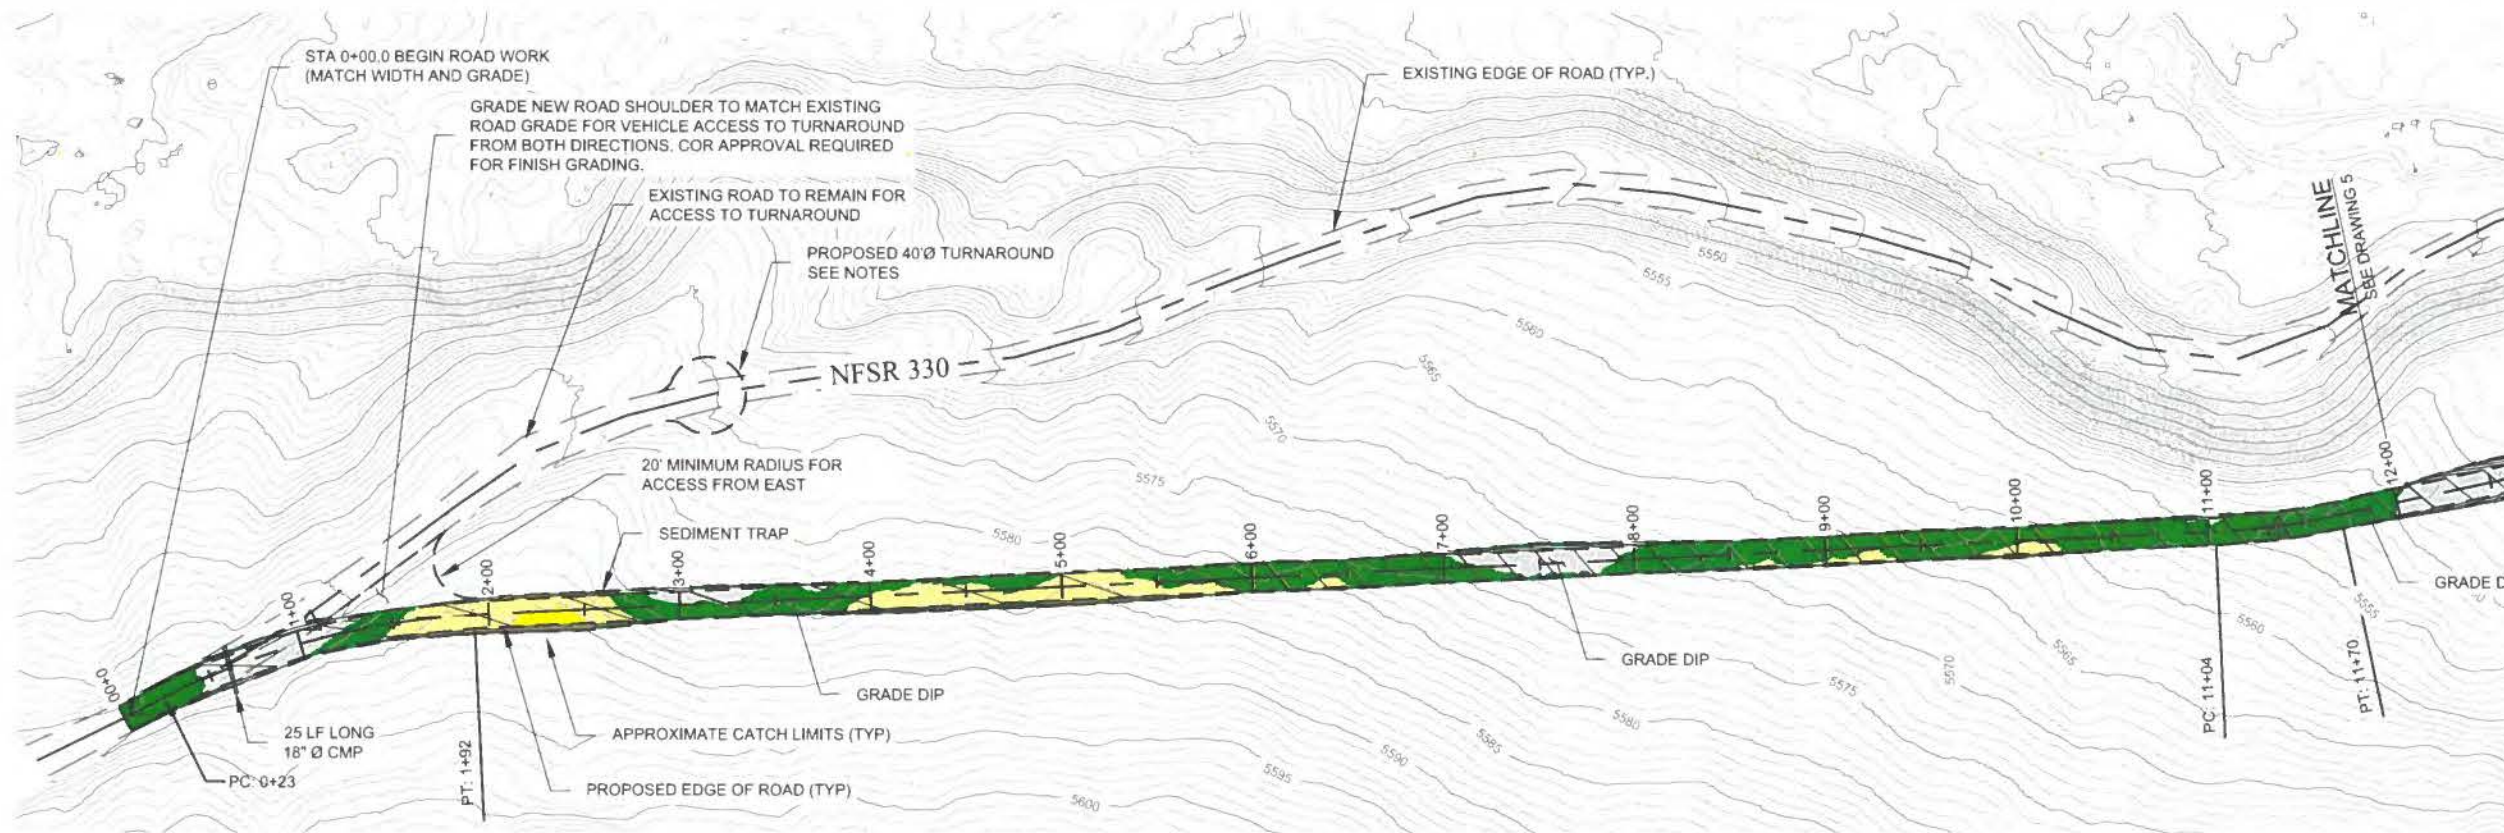 STA 0+00.0 BEGIN ROAD WORK
(MATCH WIDTH AND GRADE)
GRADE NEW ROAD SHOULDER TO MATCH EXISTING
ROAD GRADE FOR VEHICLE ACCESS TO TURNAROUND
FROM BOTH DIRECTIONS. COR APPROVAL REQUIRED
FOR FINISH GRADING.
EXISTING ROAD TO REMAIN FOR
ACCESS TO TURNAROUND
PROPOSED 40'Ø TURNAROUND
SEE NOTES
EXISTING EDGE OF ROAD (TYP.)
MATCHLINE
SEE DRAWING 5
NFSR 330
20' MINIMUM RADIUS FOR
ACCESS FROM EAST
SEDIMENT TRAP
5550
5555
5560
5565
5570
5575
5580
0+00
1+00
2+00
3+00
4+00
5+00
6+00
7+00
8+00
9+00
10+00
11+00
12+00
GRADE DIP
GRADE DIP
GRADE D
25 LF LONG
18" Ø CMP
PC: 0+23
PT: 1+92
APPROXIMATE CATCH LIMITS (TYP)
PROPOSED EDGE OF ROAD (TYP)
PC: 11+04
PT: 11+70
5555
5560
5565
5570
5575
5580
5585
5590
5595
5600